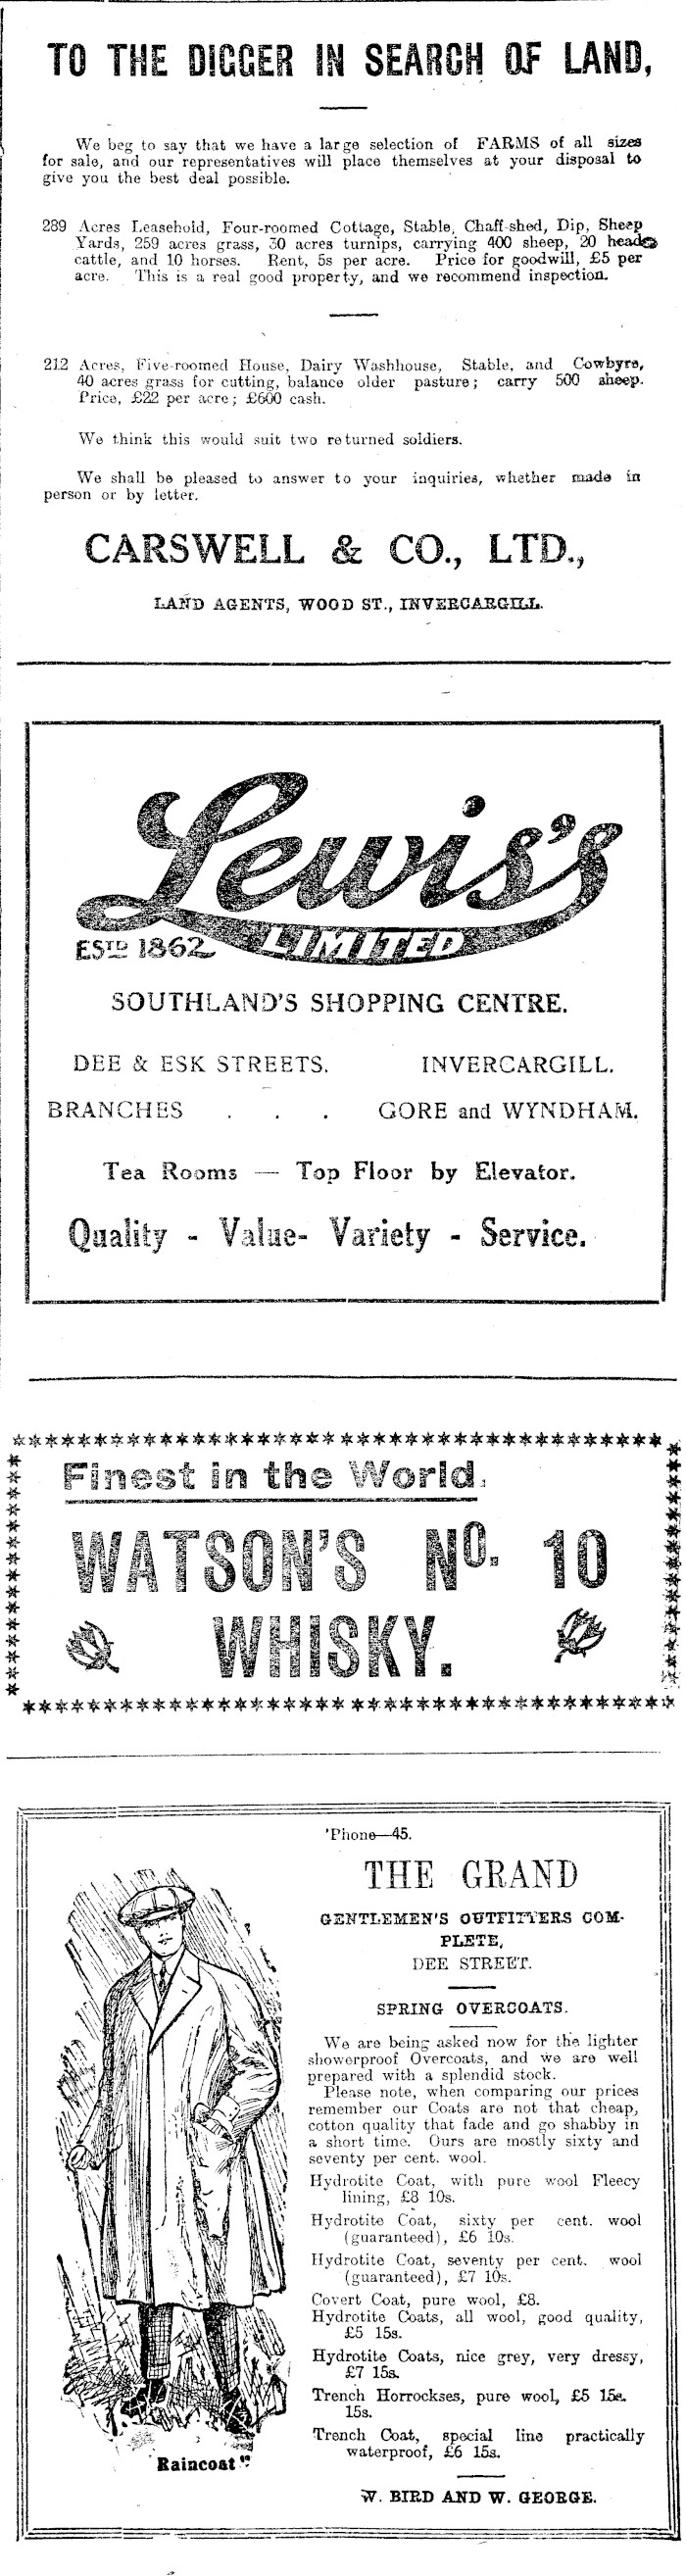 TO THE DIGGER IN SEARCH OF LAND,
We beg to say that we have a large selection of FARMS of all sizes
for sale, and our representatives will place themselves at your disposal to
give you the best deal possible.
289 Acres Leasehold, Four-roomed Cottage, Stable, Chaff-shed, Dip, Sheep
Yards, 259 acres grass, 30 acres turnips, carrying 400 sheep, 20 head
cattle, and 10 horses. Rent, 5s per acre. Price for goodwill, £5 per
acre. This is a real good property, and we recommend inspection.
212 Acres, Five-roomed House, Dairy Washhouse, Stable, and Cowbyre,
40 acres grass for cutting, balance older pasture; carry 500 sheep.
Price, £22 per acre; £600 cash.
We think this would suit two returned soldiers.
We shall be pleased to answer to your inquiries, whether made in
person or by letter.
CARSWELL & CO., LTD.,
LAND AGENTS, WOOD ST., INVERCARGILL.
Lewis's
LIMITED
ESTD 1862
SOUTHLAND'S SHOPPING CENTRE.
DEE & ESK STREETS. INVERCARGILL.
BRANCHES . . . GORE and WYNDHAM.
Tea Rooms — Top Floor by Elevator.
Quality - Value- Variety - Service.
Finest in the World.
WATSON'S No. 10
WHISKY.
'Phone—45.
THE GRAND
GENTLEMEN'S OUTFITTERS COM-
PLETE,
DEE STREET.
SPRING OVERCOATS.
We are being asked now for the lighter
showerproof Overcoats, and we are well
prepared with a splendid stock.
Please note, when comparing our prices
remember our Coats are not that cheap,
cotton quality that fade and go shabby in
a short time. Ours are mostly sixty and
seventy per cent. wool.
Hydrotite Coat, with pure wool Fleecy
lining, £8 10s.
Hydrotite Coat, sixty per cent. wool
(guaranteed), £6 10s.
Hydrotite Coat, seventy per cent. wool
(guaranteed), £7 10s.
Covert Coat, pure wool, £8.
Hydrotite Coats, all wool, good quality,
£5 15s.
Hydrotite Coats, nice grey, very dressy,
£7 15s.
Trench Horrockses, pure wool, £5 15s.
15s.
Trench Coat, special line practically
waterproof, £6 15s.
W. BIRD AND W. GEORGE.
Raincoat"